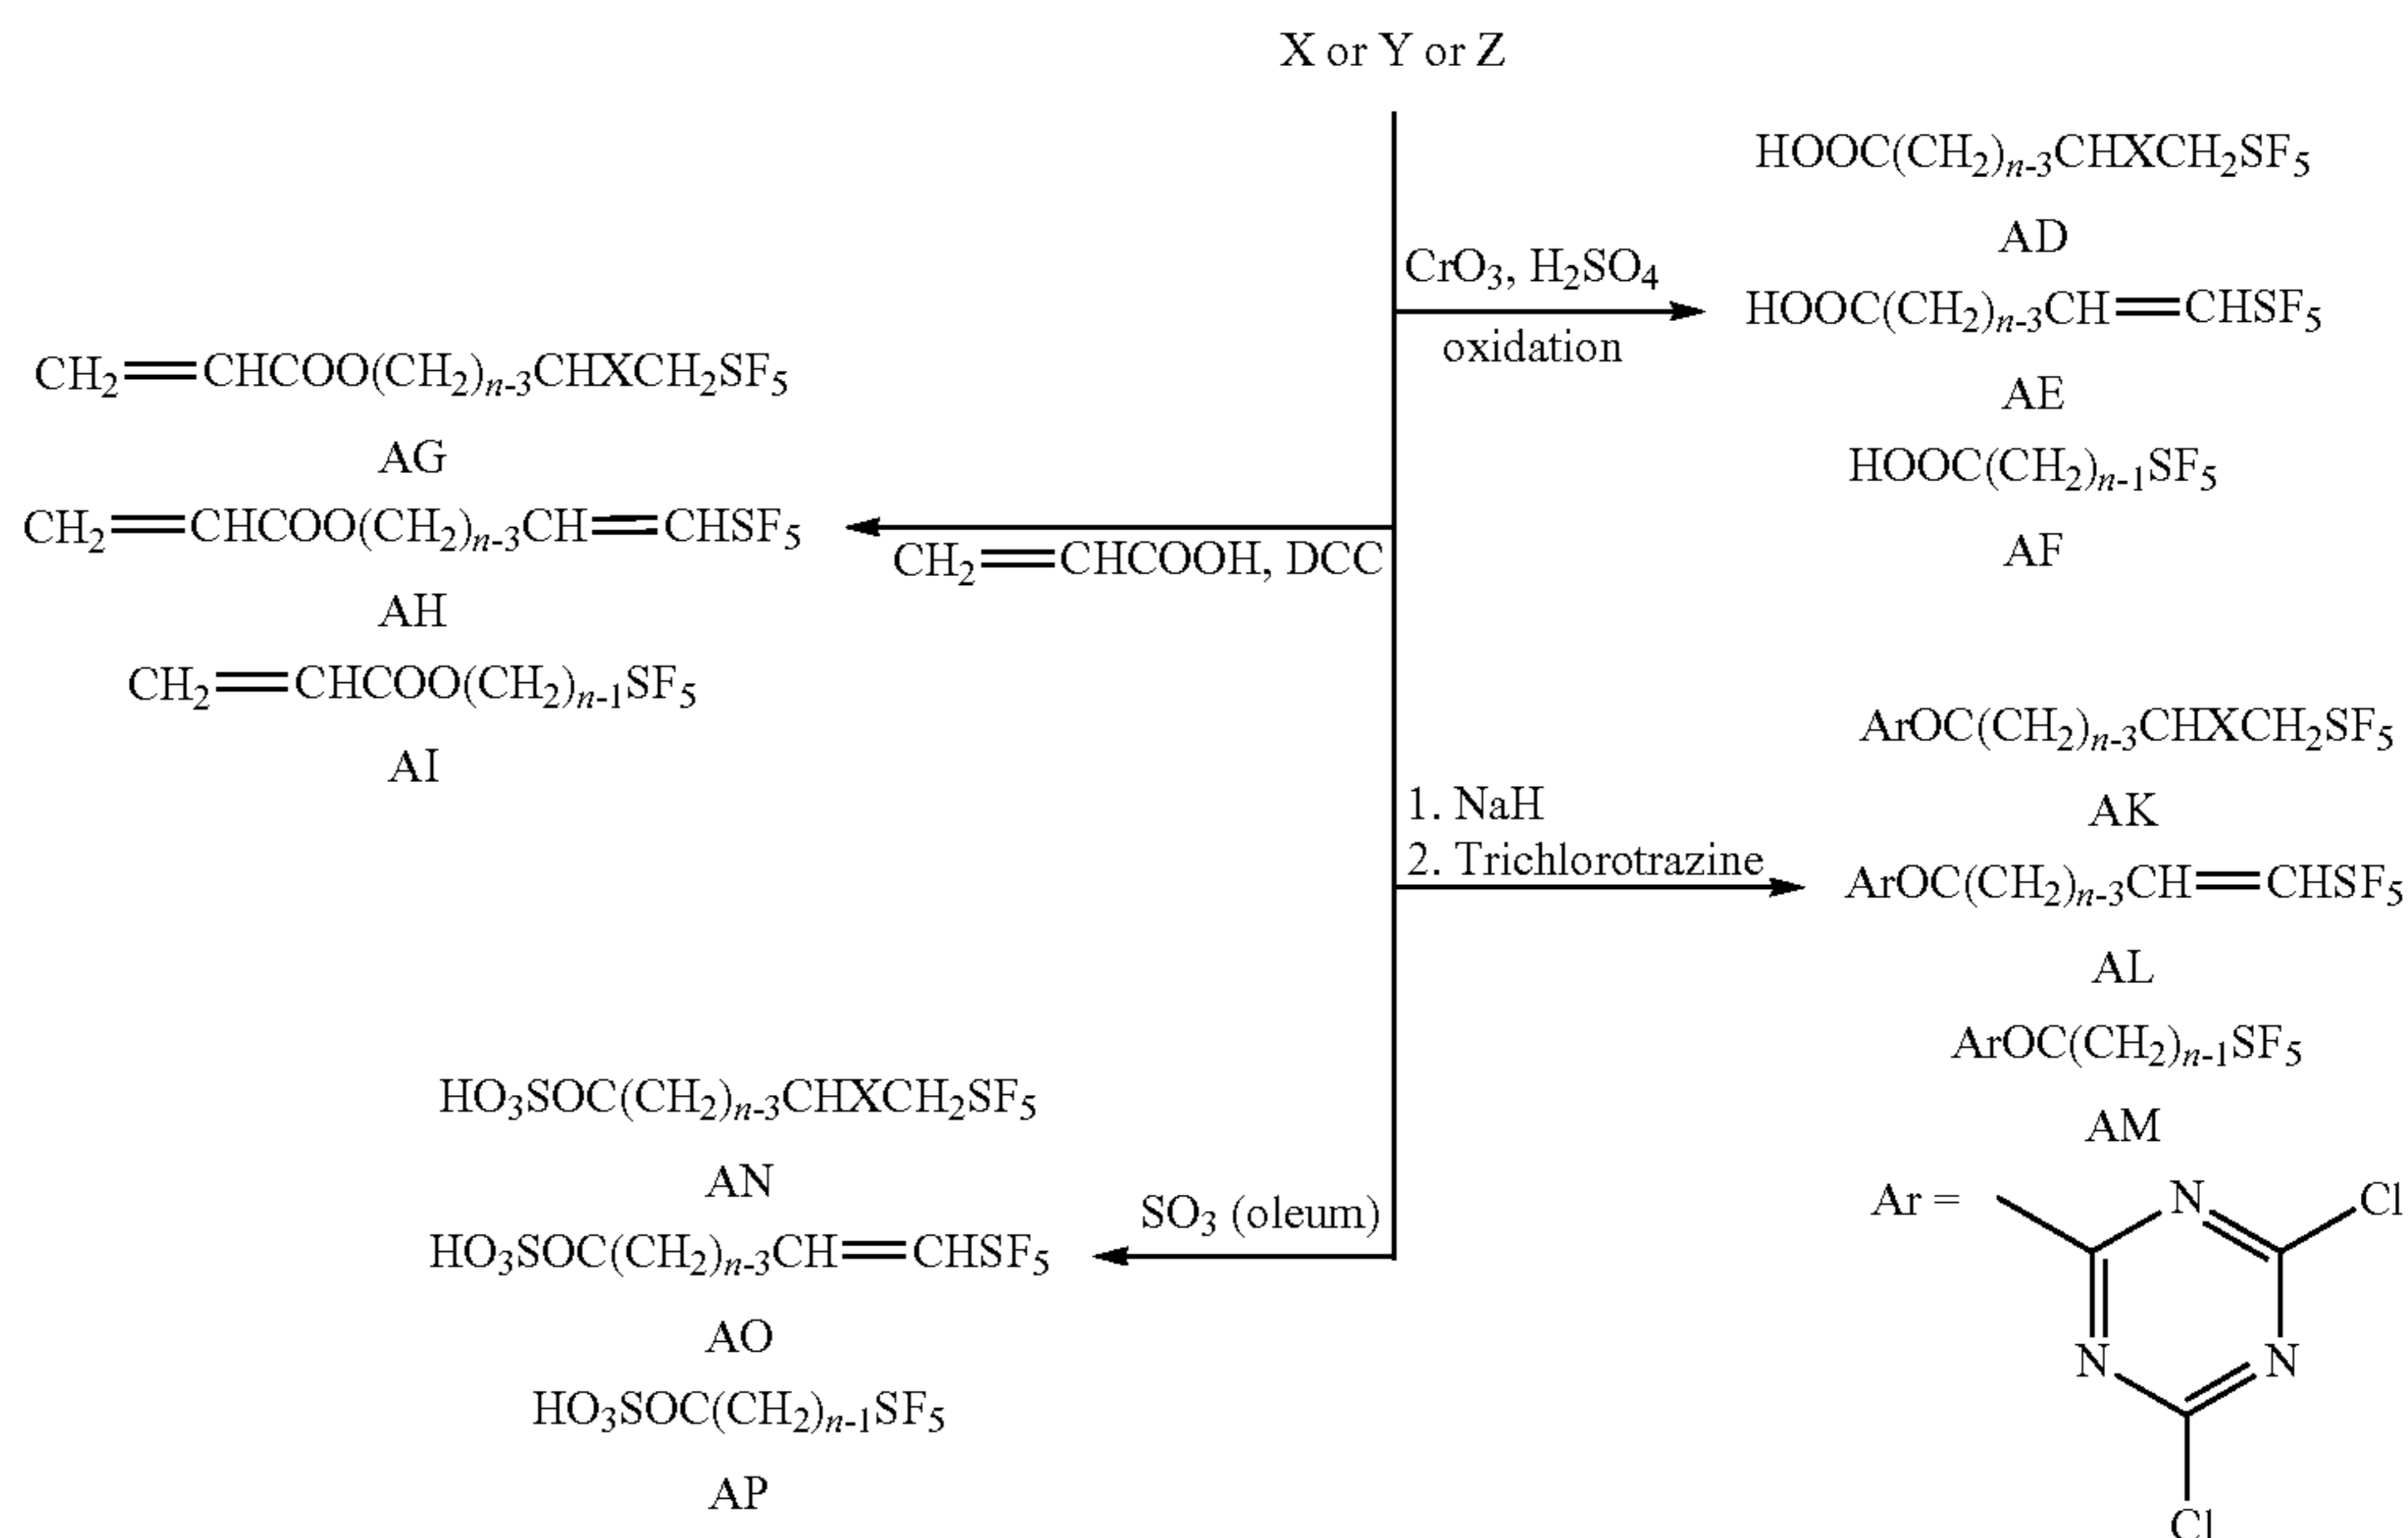 X or Y or Z
HOOC(CH₂)ₙ₋₃CHXCH₂SF₅
AD
CrO₃, H₂SO₄
oxidation
HOOC(CH₂)ₙ₋₃CH=CHSF₅
AE
HOOC(CH₂)ₙ₋₁SF₅
AF
CH₂=CHCOO(CH₂)ₙ₋₃CHXCH₂SF₅
AG
CH₂=CHCOO(CH₂)ₙ₋₃CH=CHSF₅
AH
CH₂=CHCOO(CH₂)ₙ₋₁SF₅
AI
CH₂=CHCOOH, DCC
1. NaH
2. Trichlorotrazine
ArOC(CH₂)ₙ₋₃CHXCH₂SF₅
AK
ArOC(CH₂)ₙ₋₃CH=CHSF₅
AL
ArOC(CH₂)ₙ₋₁SF₅
AM
HO₃SOC(CH₂)ₙ₋₃CHXCH₂SF₅
AN
HO₃SOC(CH₂)ₙ₋₃CH=CHSF₅
AO
HO₃SOC(CH₂)ₙ₋₁SF₅
AP
SO₃ (oleum)
Ar =
N
Cl
N
N
Cl